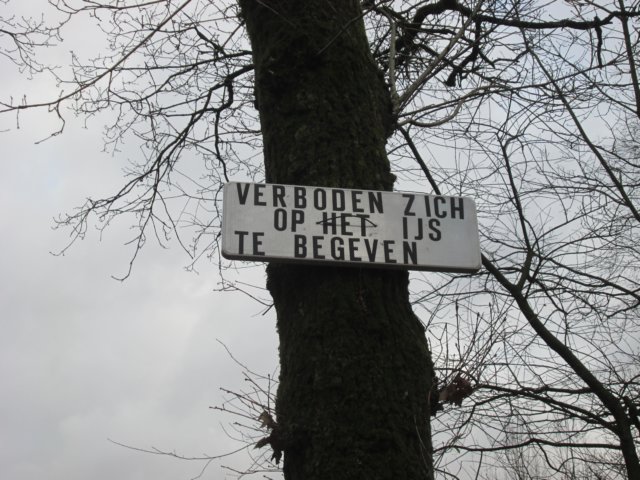 VERBODEN ZICH
OP HET IJS
TE BEGEVEN